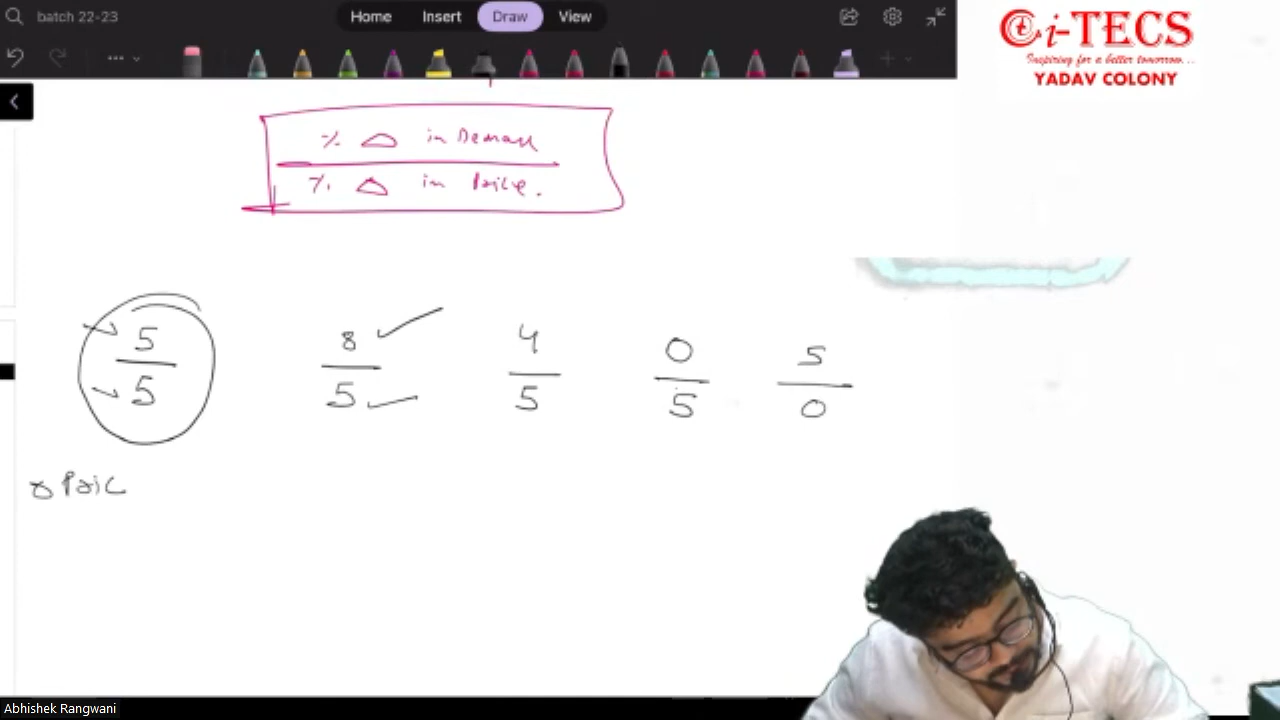 batch 22-23
Home Insert Draw View
i-TECS
Inspiring for a better tomorrow...
YADAV COLONY
% △ in Demand
% △ in Price.
5 8 4 0 5
5 5 5 5 0
Pric
Abhishek Rangwani